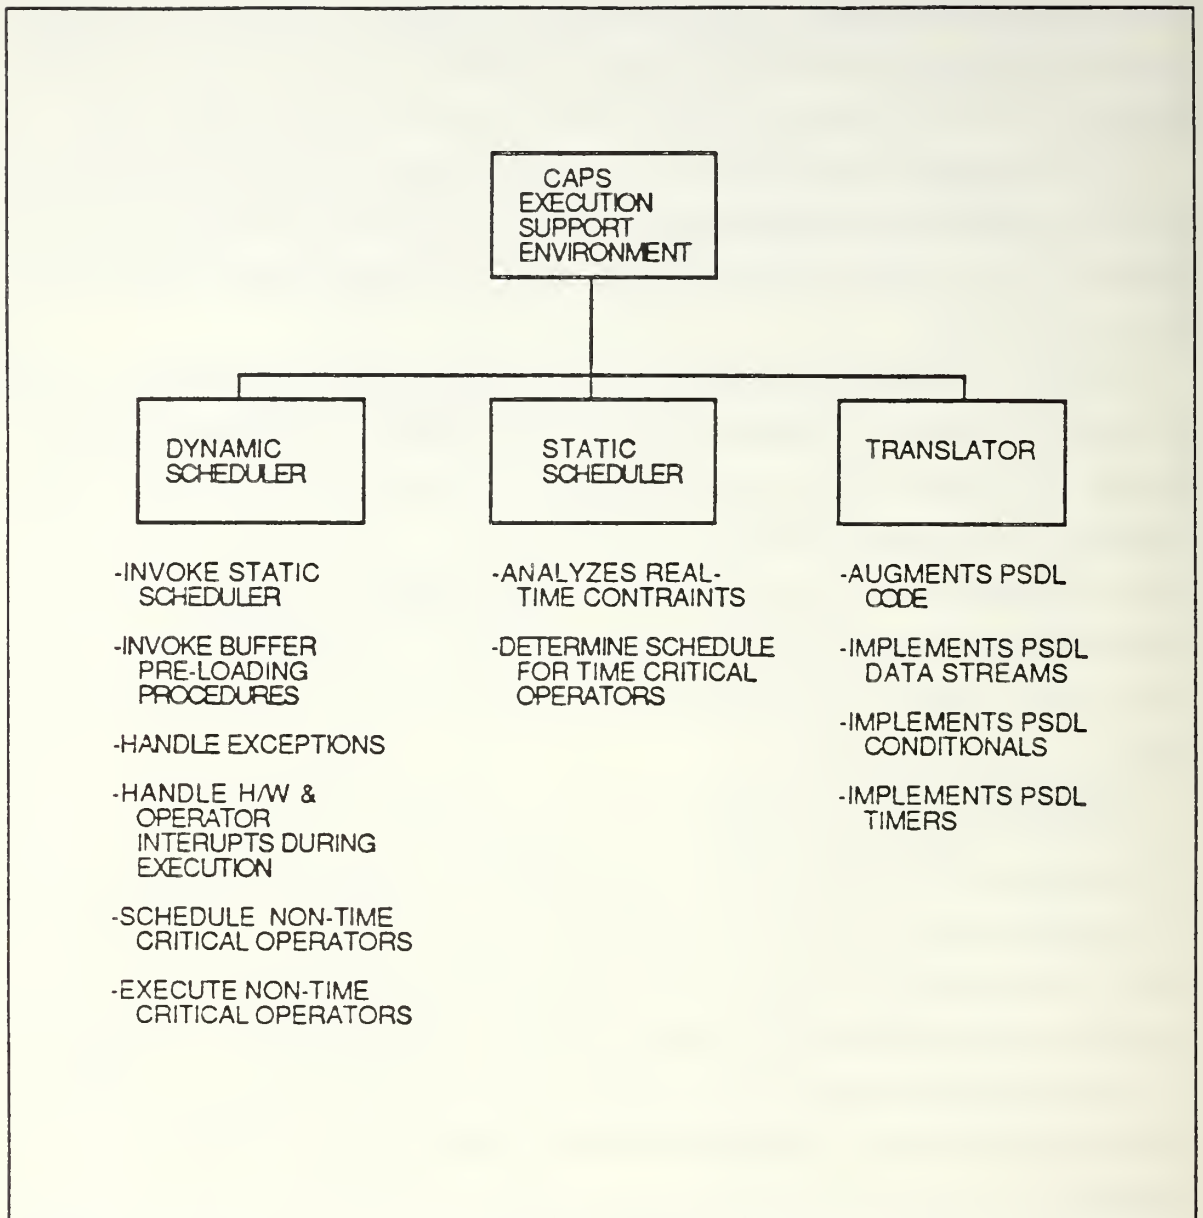 CAPS
EXECUTION
SUPPORT
ENVIRONMENT
DYNAMIC
SCHEDULER
STATIC
SCHEDULER
TRANSLATOR
-INVOKE STATIC
SCHEDULER
-INVOKE BUFFER
PRE-LOADING
PROCEDURES
-HANDLE EXCEPTIONS
-HANDLE H/W &
OPERATOR
INTERUPTS DURING
EXECUTION
-SCHEDULE NON-TIME
CRITICAL OPERATORS
-EXECUTE NON-TIME
CRITICAL OPERATORS
-ANALYZES REAL-
TIME CONTRAINTS
-DETERMINE SCHEDULE
FOR TIME CRITICAL
OPERATORS
-AUGMENTS PSDL
CODE
-IMPLEMENTS PSDL
DATA STREAMS
-IMPLEMENTS PSDL
CONDITIONALS
-IMPLEMENTS PSDL
TIMERS